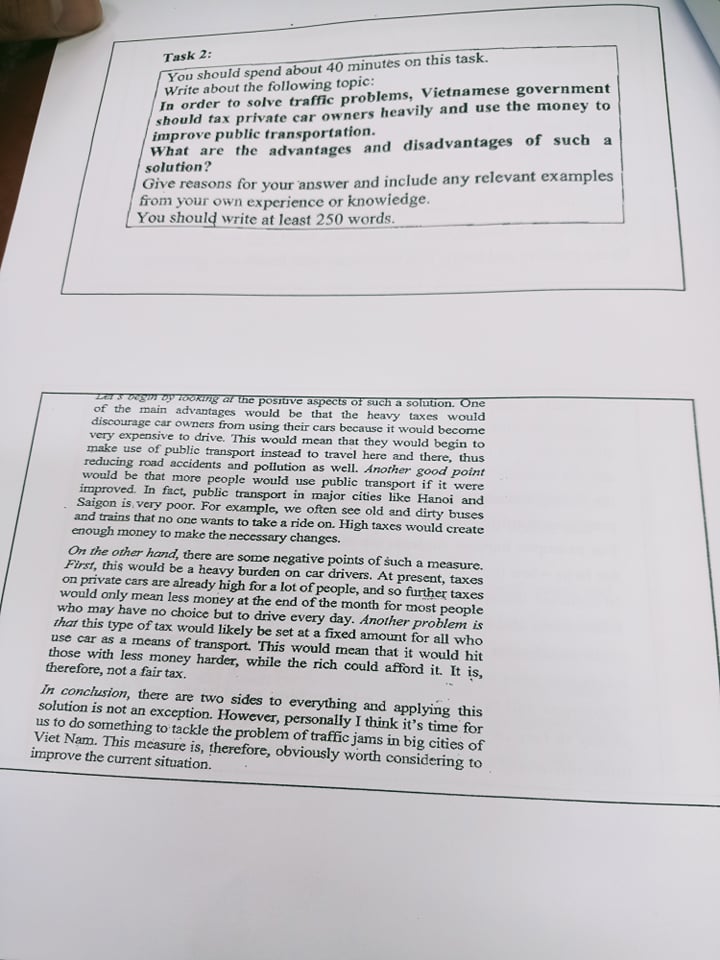 Task 2:
You should spend about 40 minutes on this task.
Write about the following topic:
In order to solve traffic problems, Vietnamese government
should tax private car owners heavily and use the money to
improve public transportation.
What are the advantages and disadvantages of such a
solution?
Give reasons for your answer and include any relevant examples
from your own experience or knowledge.
You should write at least 250 words.
Let's begin by looking at the positive aspects of such a solution. One
of the main advantages would be that the heavy taxes would
discourage car owners from using their cars because it would become
very expensive to drive. This would mean that they would begin to
make use of public transport instead to travel here and there, thus
reducing road accidents and pollution as well. Another good point
would be that more people would use public transport if it were
improved. In fact, public transport in major cities like Hanoi and
Saigon is very poor. For example, we often see old and dirty buses
and trains that no one wants to take a ride on. High taxes would create
enough money to make the necessary changes.
On the other hand, there are some negative points of such a measure.
First, this would be a heavy burden on car drivers. At present, taxes
on private cars are already high for a lot of people, and so further taxes
would only mean less money at the end of the month for most people
who may have no choice but to drive every day. Another problem is
that this type of tax would likely be set at a fixed amount for all who
use car as a means of transport. This would mean that it would hit
those with less money harder, while the rich could afford it. It is,
therefore, not a fair tax.
In conclusion, there are two sides to everything and applying this
solution is not an exception. However, personally I think it's time for
us to do something to tackle the problem of traffic jams in big cities of
Viet Nam. This measure is, therefore, obviously worth considering to
improve the current situation.